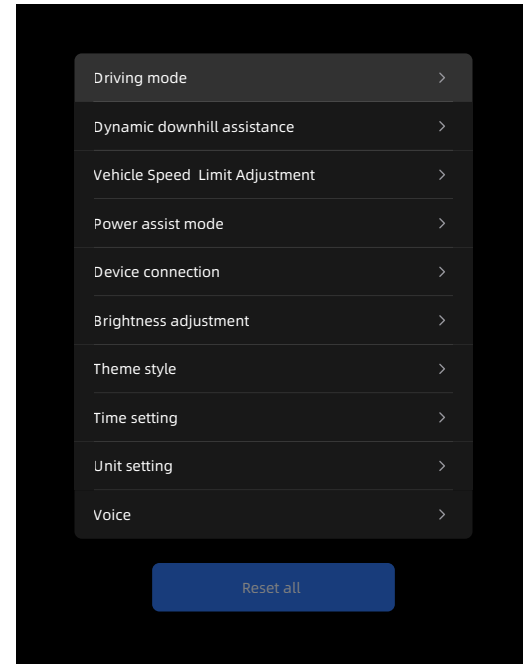 Driving mode
Dynamic downhill assistance
Vehicle Speed  Limit Adjustment
Power assist mode
Device connection
Brightness adjustment
Theme style
Time setting
Unit setting
Voice
Reset all